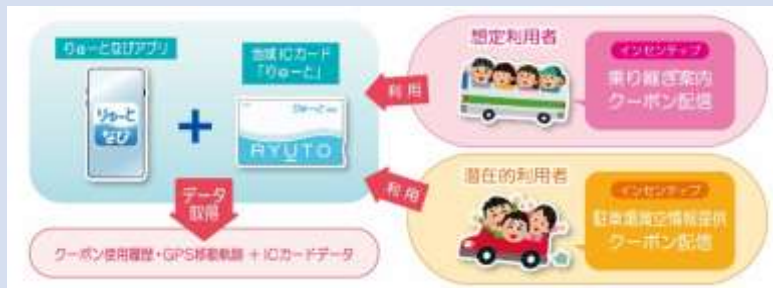 りゅーとなびアプリ
地域ICカード
「りゅーと」
りゅーと
なび
りゅーと
RYUTO
データ
取得
クーポン使用履歴・GPS移動軌跡 + ICカードデータ
利用
利用
想定利用者
インセンティブ
乗り継ぎ案内
クーポン配信
潜在的利用者
インセンティブ
駐車場満空情報提供
クーポン配信